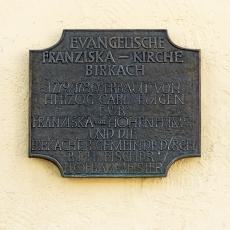 EVANGELISCHE
FRANZISKA – KIRCHE
BIRKACH
1779/1780 ERBAUT VON
HERZOG CARL EUGEN
FÜR
FRANZISKA – HOHENHEIM
UND DIE
BIRKACHER GEMEINDE DURCH
FISCHER